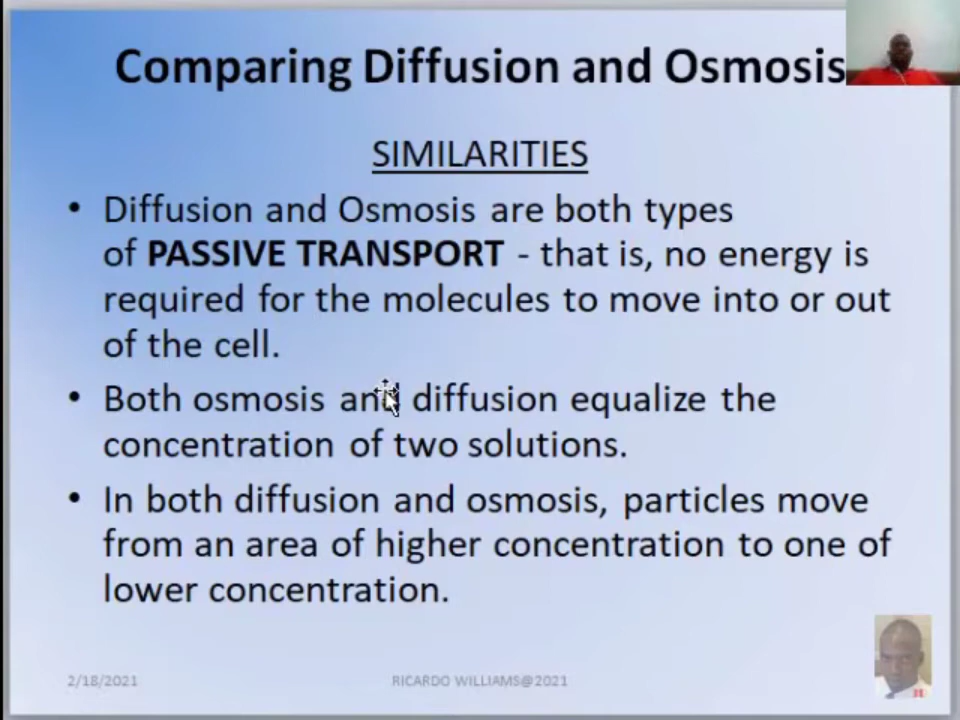 Comparing Diffusion and Osmosis
SIMILARITIES
• Diffusion and Osmosis are both types
of PASSIVE TRANSPORT - that is, no energy is
required for the molecules to move into or out
of the cell.
• Both osmosis and diffusion equalize the
concentration of two solutions.
• In both diffusion and osmosis, particles move
from an area of higher concentration to one of
lower concentration.
2/18/2021
RICARDO WILLIAMS@2021